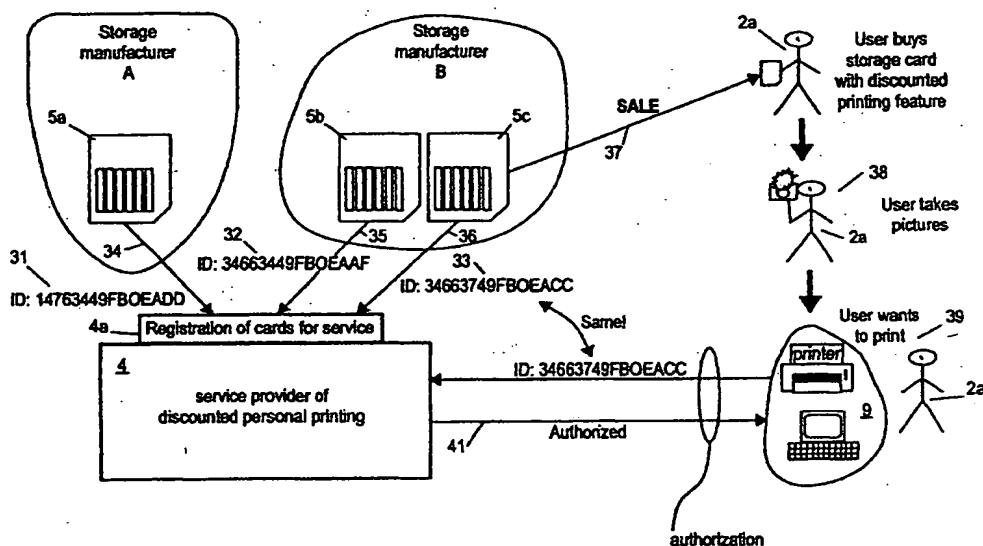 Storage
manufacturer
A
5a
Storage
manufacturer
B
5b
5c
SALE
37
2a
User buys
storage card
with discounted
printing feature
38
User takes
pictures
2a
34
35
36
31
ID: 14763449FBOEADD
32
ID: 34663449FBOEAAF
33
ID: 34663749FBOEACC
Same!
4a
Registration of cards for service
4
service provider of
discounted personal printing
ID: 34663749FBOEACC
41
Authorized
authorization
User wants
to print
39
printer
9
2a